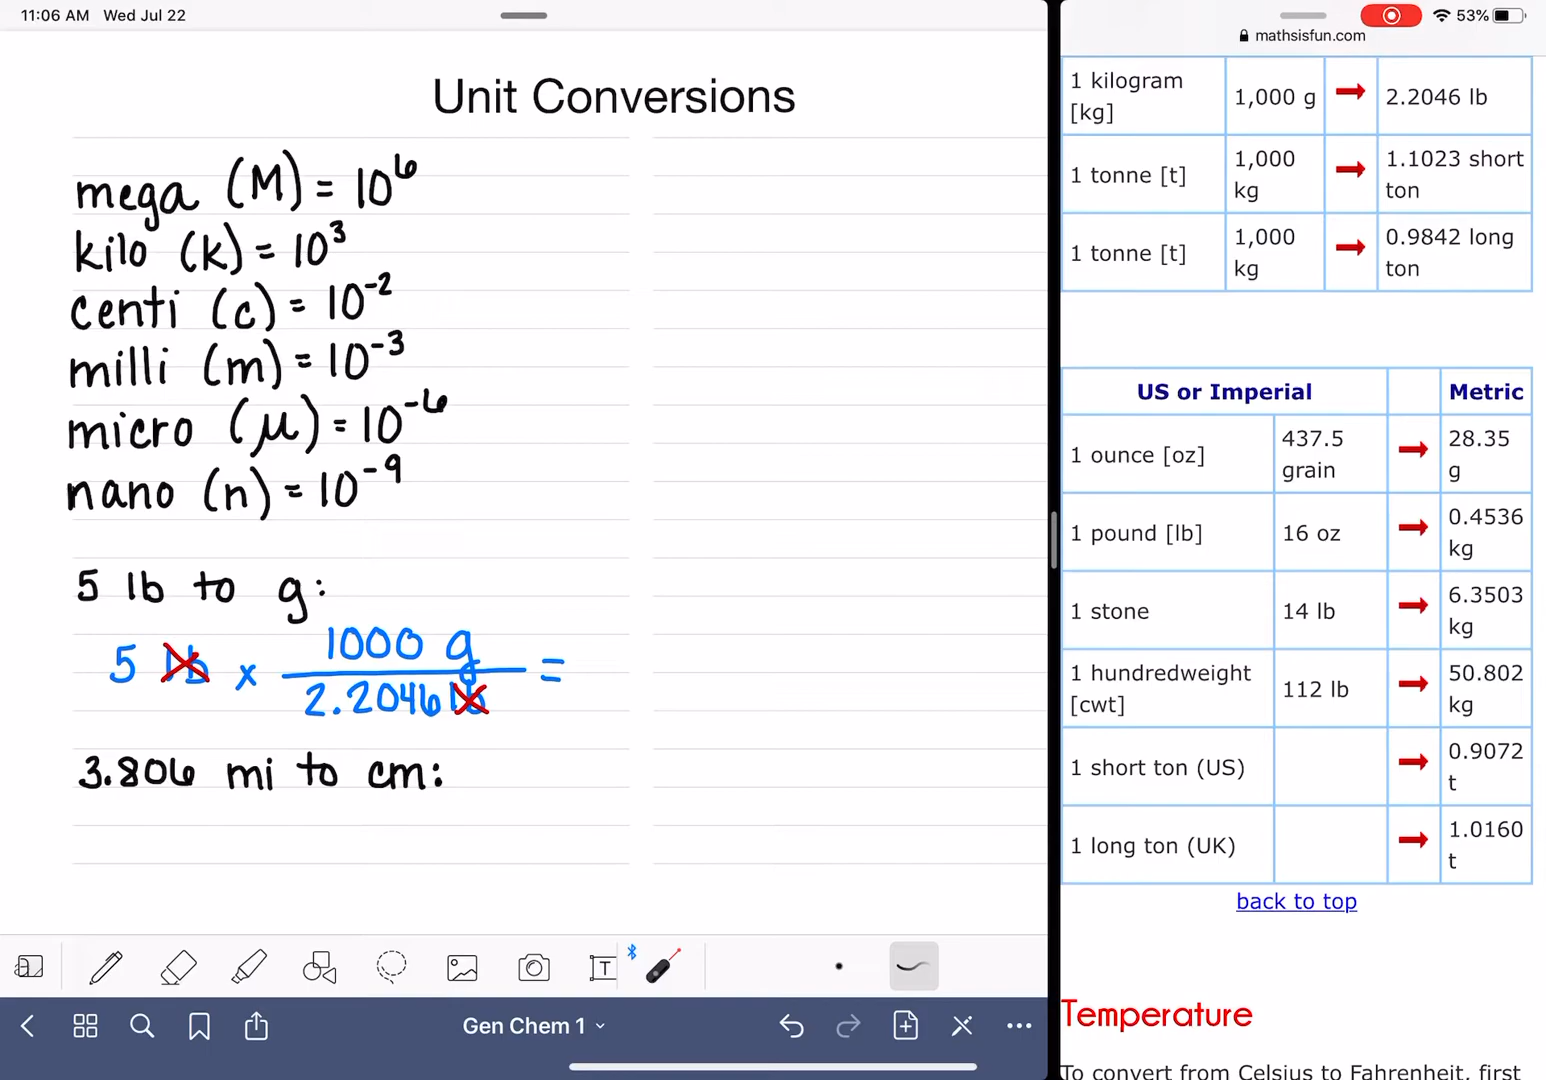 11:06 AM Wed Jul 22
53%
mathsisfun.com
Unit Conversions
mega (M) = 10⁶
kilo (k) = 10³
centi (c) = 10⁻²
milli (m) = 10⁻³
micro (μ) = 10⁻⁶
nano (n) = 10⁻⁹
5 lb to g:
1000 g
5 lb x =
2.2046 lb
3.806 mi to cm:
T
Gen Chem 1
1 kilogram
[kg]
1,000 g
2.2046 lb
1 tonne [t]
1,000
kg
1.1023 short
ton
1 tonne [t]
1,000
kg
0.9842 long
ton
US or Imperial
Metric
1 ounce [oz]
437.5
grain
28.35
g
1 pound [lb]
16 oz
0.4536
kg
1 stone
14 lb
6.3503
kg
1 hundredweight
[cwt]
112 lb
50.802
kg
1 short ton (US)
0.9072
t
1 long ton (UK)
1.0160
t
back to top
Temperature
To convert from Celsius to Fahrenheit, first